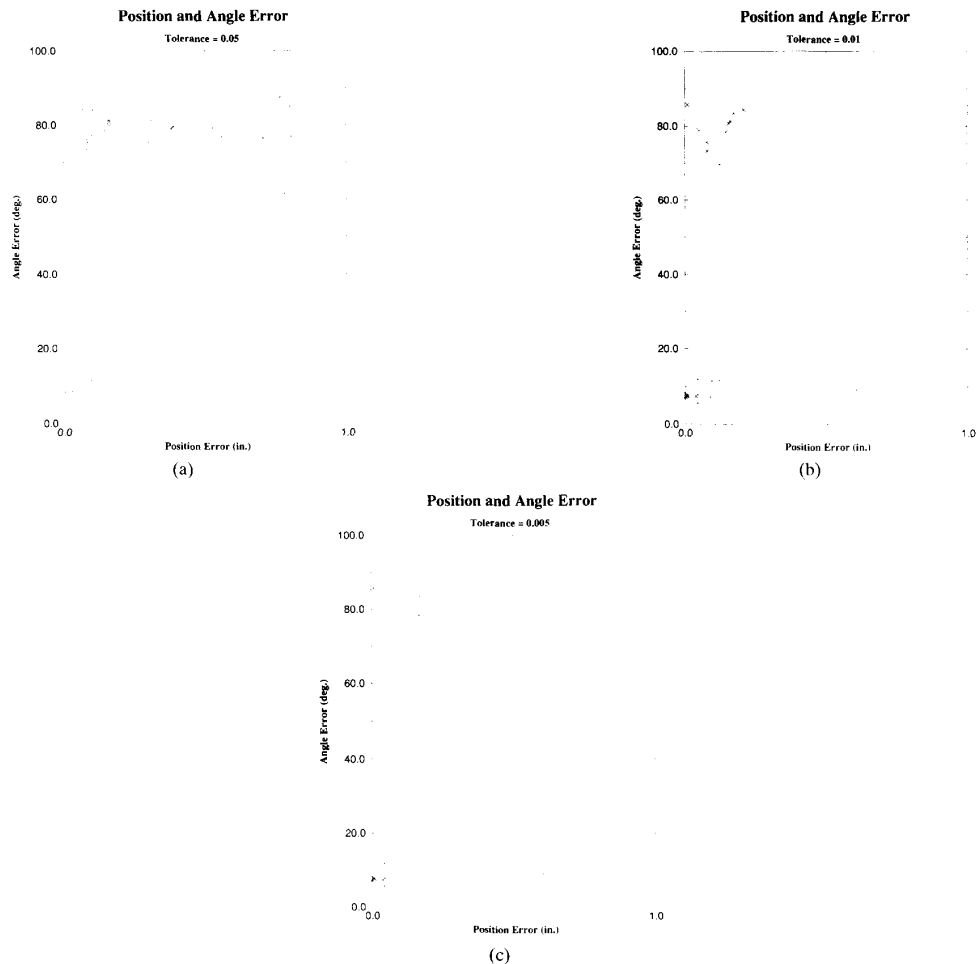 Position and Angle Error
Tolerance = 0.05
100.0
80.0
60.0
40.0
20.0
0.0
Angle Error (deg.)
0.0
1.0
Position Error (in.)
(a)
Position and Angle Error
Tolerance = 0.01
100.0
80.0
60.0
40.0
20.0
0.0
Angle Error (deg.)
0.0
1.0
Position Error (in.)
(b)
Position and Angle Error
Tolerance = 0.005
100.0
80.0
60.0
40.0
20.0
0.0
Angle Error (deg.)
0.0
1.0
Position Error (in.)
(c)